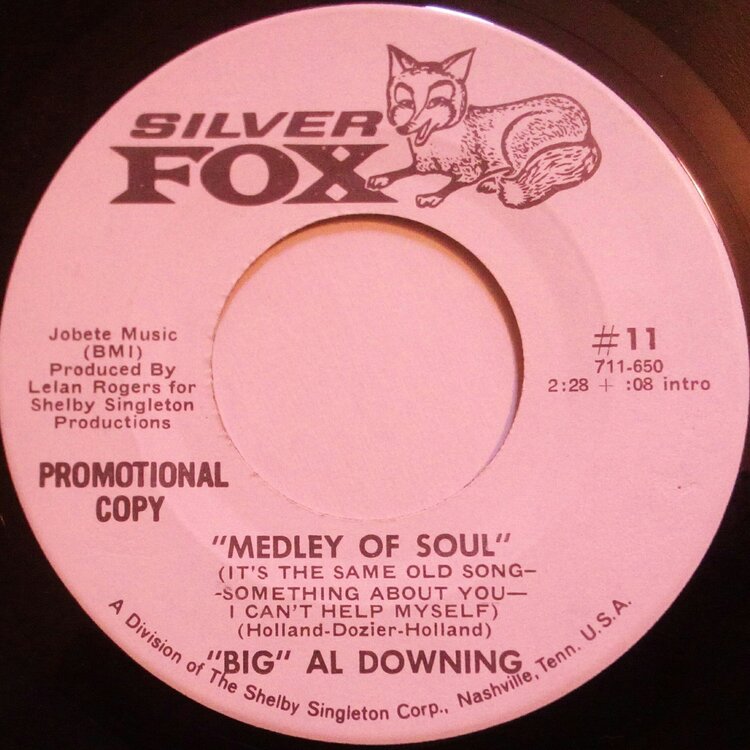 SILVER
FOX
Jobete Music
(BMI)
Produced By
Lelan Rogers for
Shelby Singleton
Productions
#11
711-650
2:28 + :08 intro
PROMOTIONAL
COPY
"MEDLEY OF SOUL"
(IT'S THE SAME OLD SONG—
-SOMETHING ABOUT YOU—
I CAN'T HELP MYSELF)
(Holland-Dozier-Holland)
"BIG" AL DOWNING
A Division of The Shelby Singleton Corp., Nashville, Tenn. U.S.A.